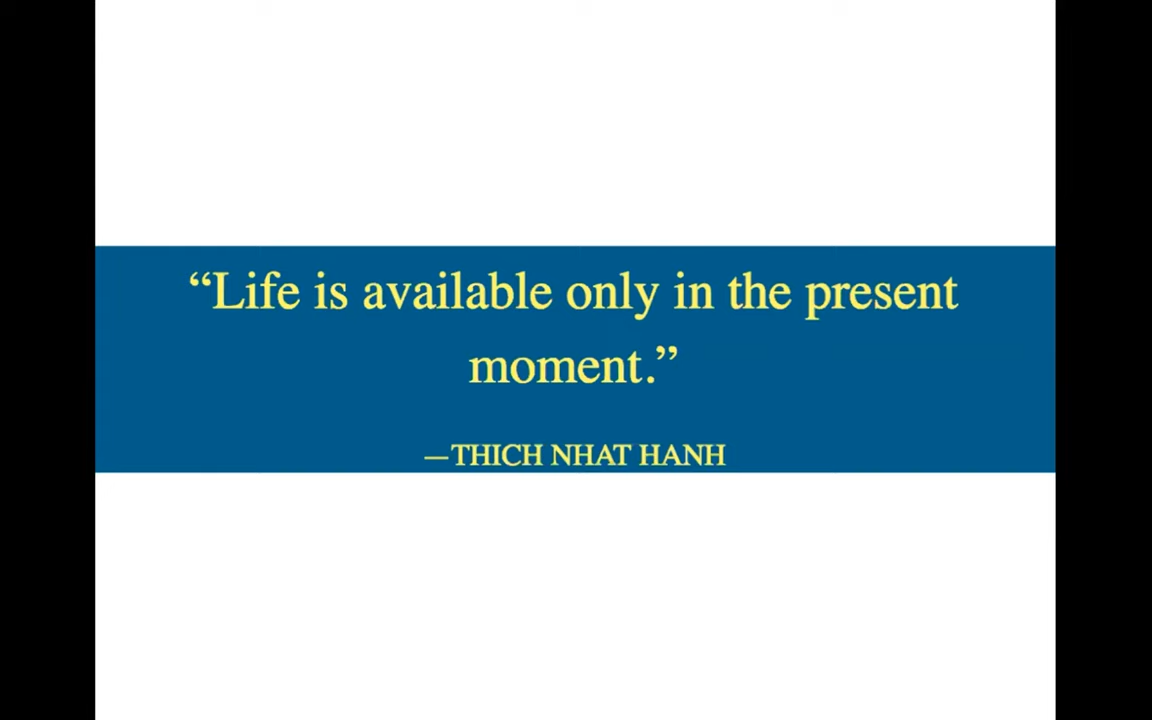 “Life is available only in the present
moment.”
—THICH NHAT HANH